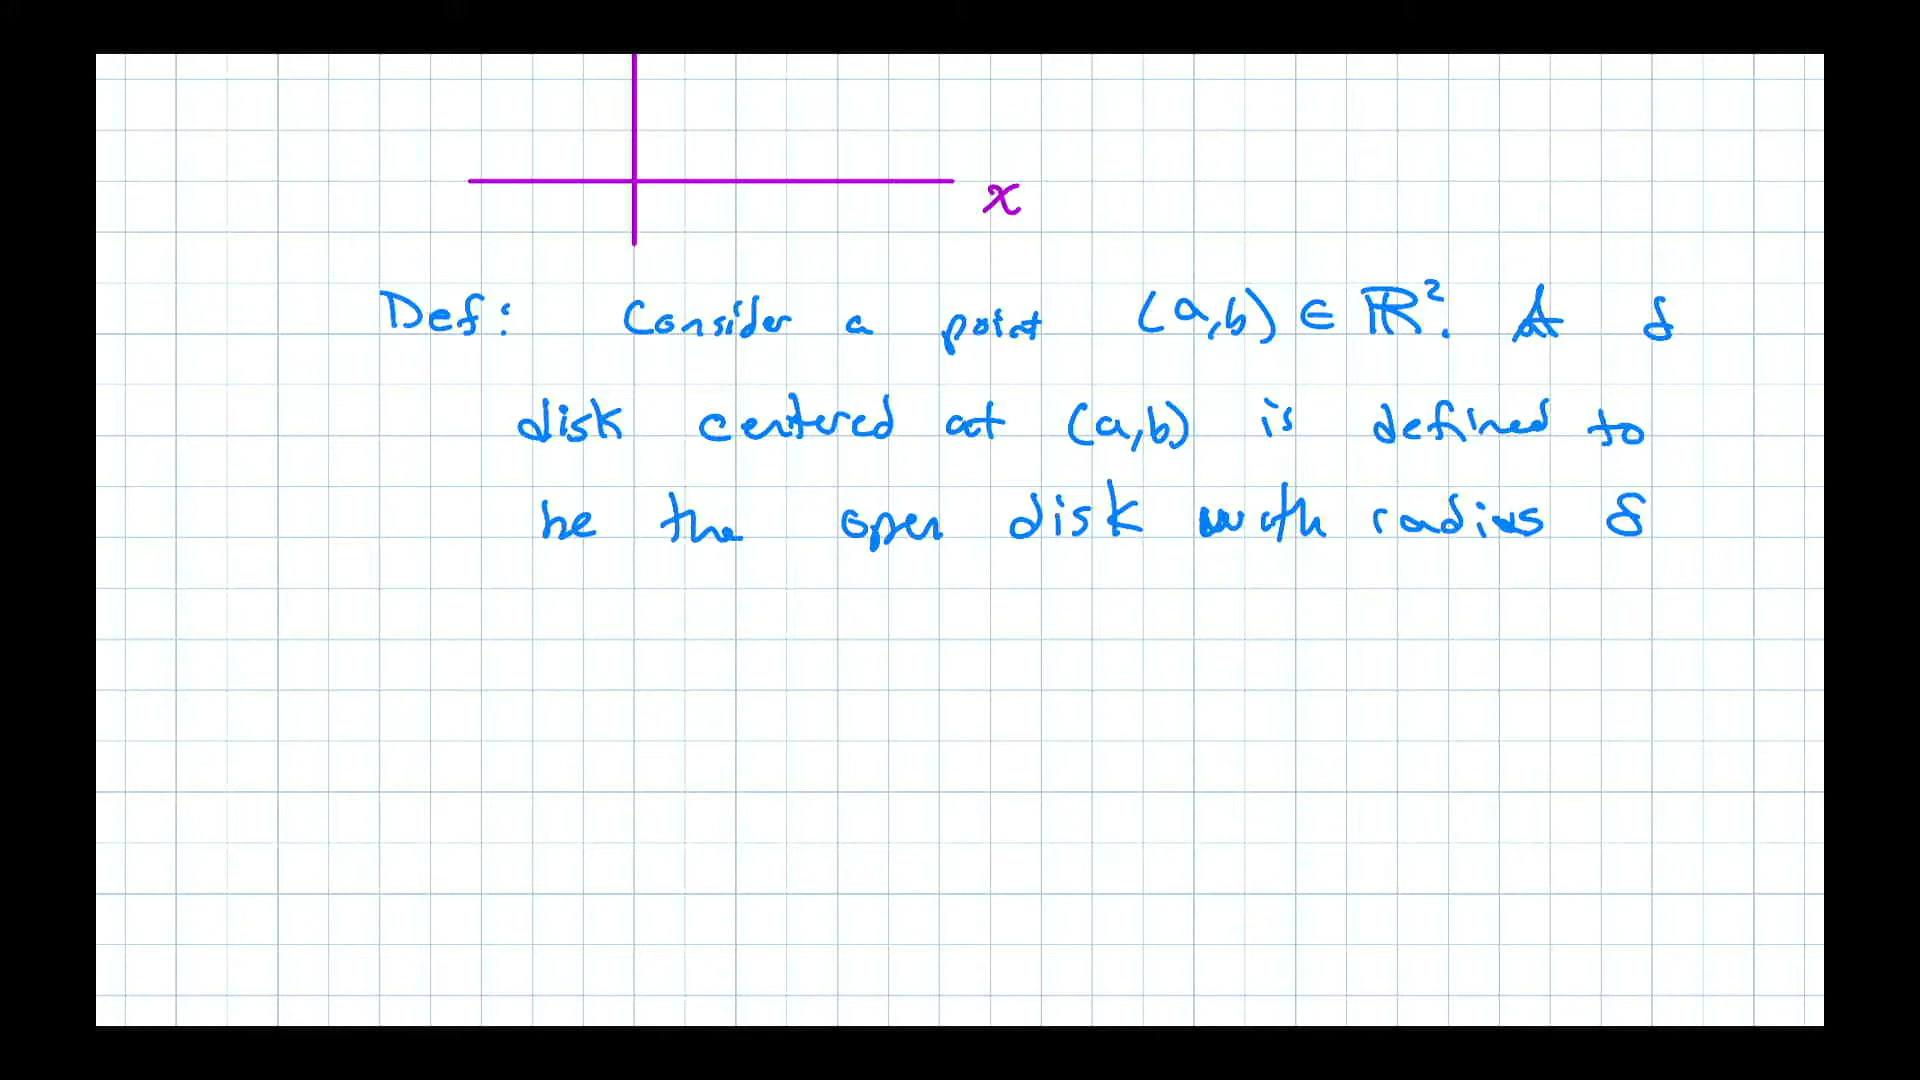 x
Def: Consider a point (a,b) ∈ ℝ². A δ
disk centered at (a,b) is defined to
be the open disk with radius δ